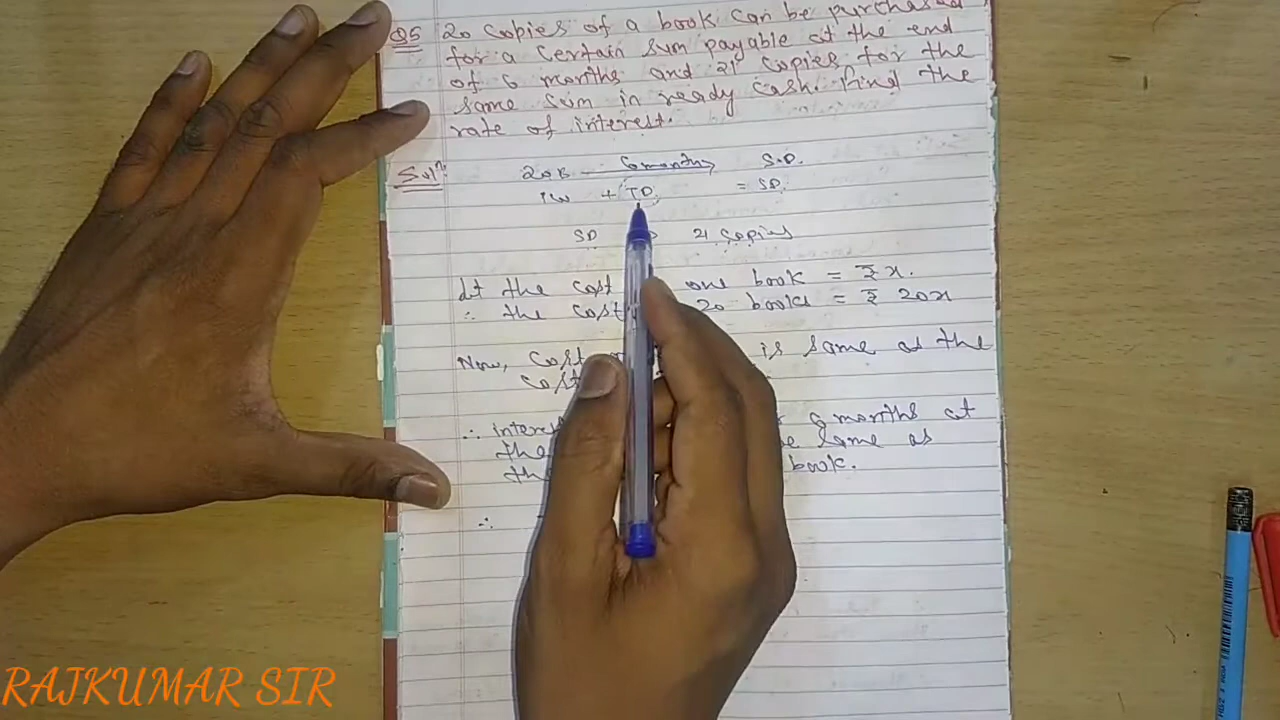 Q5 20 copies of a book can be purchased
for a certain sum payable at the end
of 6 months and 21 copies for the
same sum in ready cash. Find the
rate of interest.
Solⁿ 20B 6 months S.D.
+ TD = SD.
SD 21 copies
Let the cost one book = ₹ x.
∴ the cost 20 books = ₹ 20x
Now, cost is same as the
cost
∴ interest 6 months at
the same as
the book.
∴
RAJKUMAR SIR